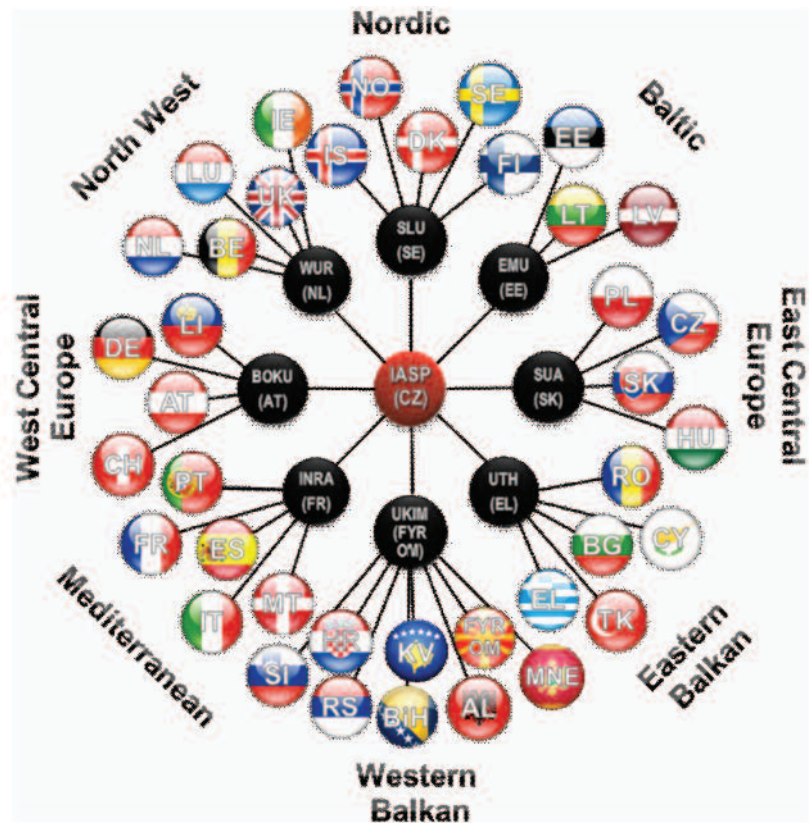 Nordic
North West
Baltic
NO
SE
IE
DK
EE
IS
FI
LU
UK
LT
LV
NL
BE
SLU
(SE)
WUR
(NL)
EMU
(EE)
PL
CZ
LI
DE
SK
AT
HU
CH
West Central
Europe
BOKU
(AT)
IASP
(CZ)
SUA
(SK)
East Central
Europe
PT
INRA
(FR)
UKIM
(FYR
OM)
UTH
(EL)
RO
FR
ES
BG
CY
IT
MT
EL
TK
HR
KV
FYR
OM
SI
MNE
RS
BiH
AL
Mediterranean
Eastern
Balkan
Western
Balkan